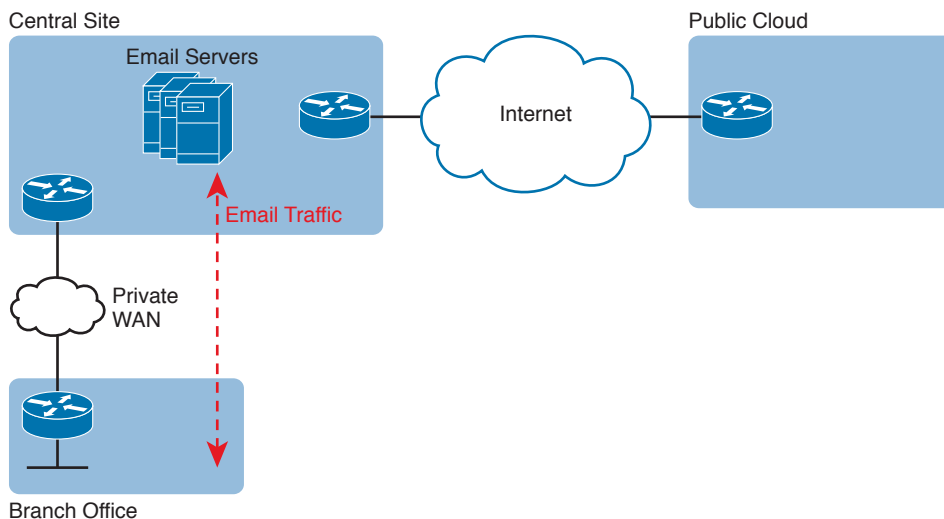 Central Site
Public Cloud
Email Servers
Internet
Email Traffic
Private
WAN
Branch Office